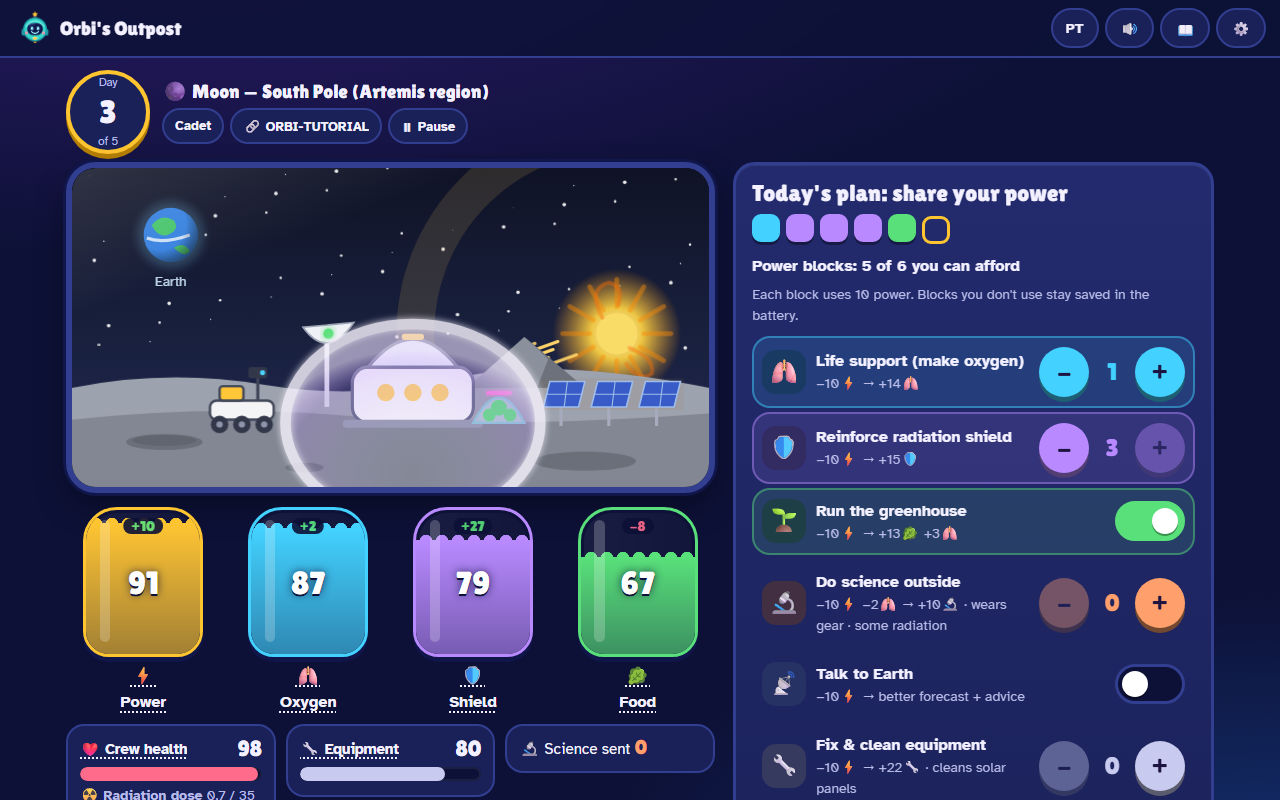 Orbi's Outpost
PT
Day
3
of 5
Moon — South Pole (Artemis region)
Cadet
ORBI-TUTORIAL
Pause
Earth
+10
91
Power
+2
87
Oxygen
+27
79
Shield
−8
67
Food
Crew health 98
Radiation dose 0.7 / 35
Equipment 80
Science sent 0
Today's plan: share your power
Power blocks: 5 of 6 you can afford
Each block uses 10 power. Blocks you don't use stay saved in the
battery.
Life support (make oxygen)
−10 ⚡ → +14 🫁
− 1 +
Reinforce radiation shield
−10 ⚡ → +15 🛡️
− 3 +
Run the greenhouse
−10 ⚡ → +13 🥬 +3 🫁
Do science outside
−10 ⚡ −2 🫁 → +10 🔬 · wears
gear · some radiation
− 0 +
Talk to Earth
−10 ⚡ → better forecast + advice
Fix & clean equipment
−10 ⚡ → +22 🔧 · cleans solar
panels
− 0 +